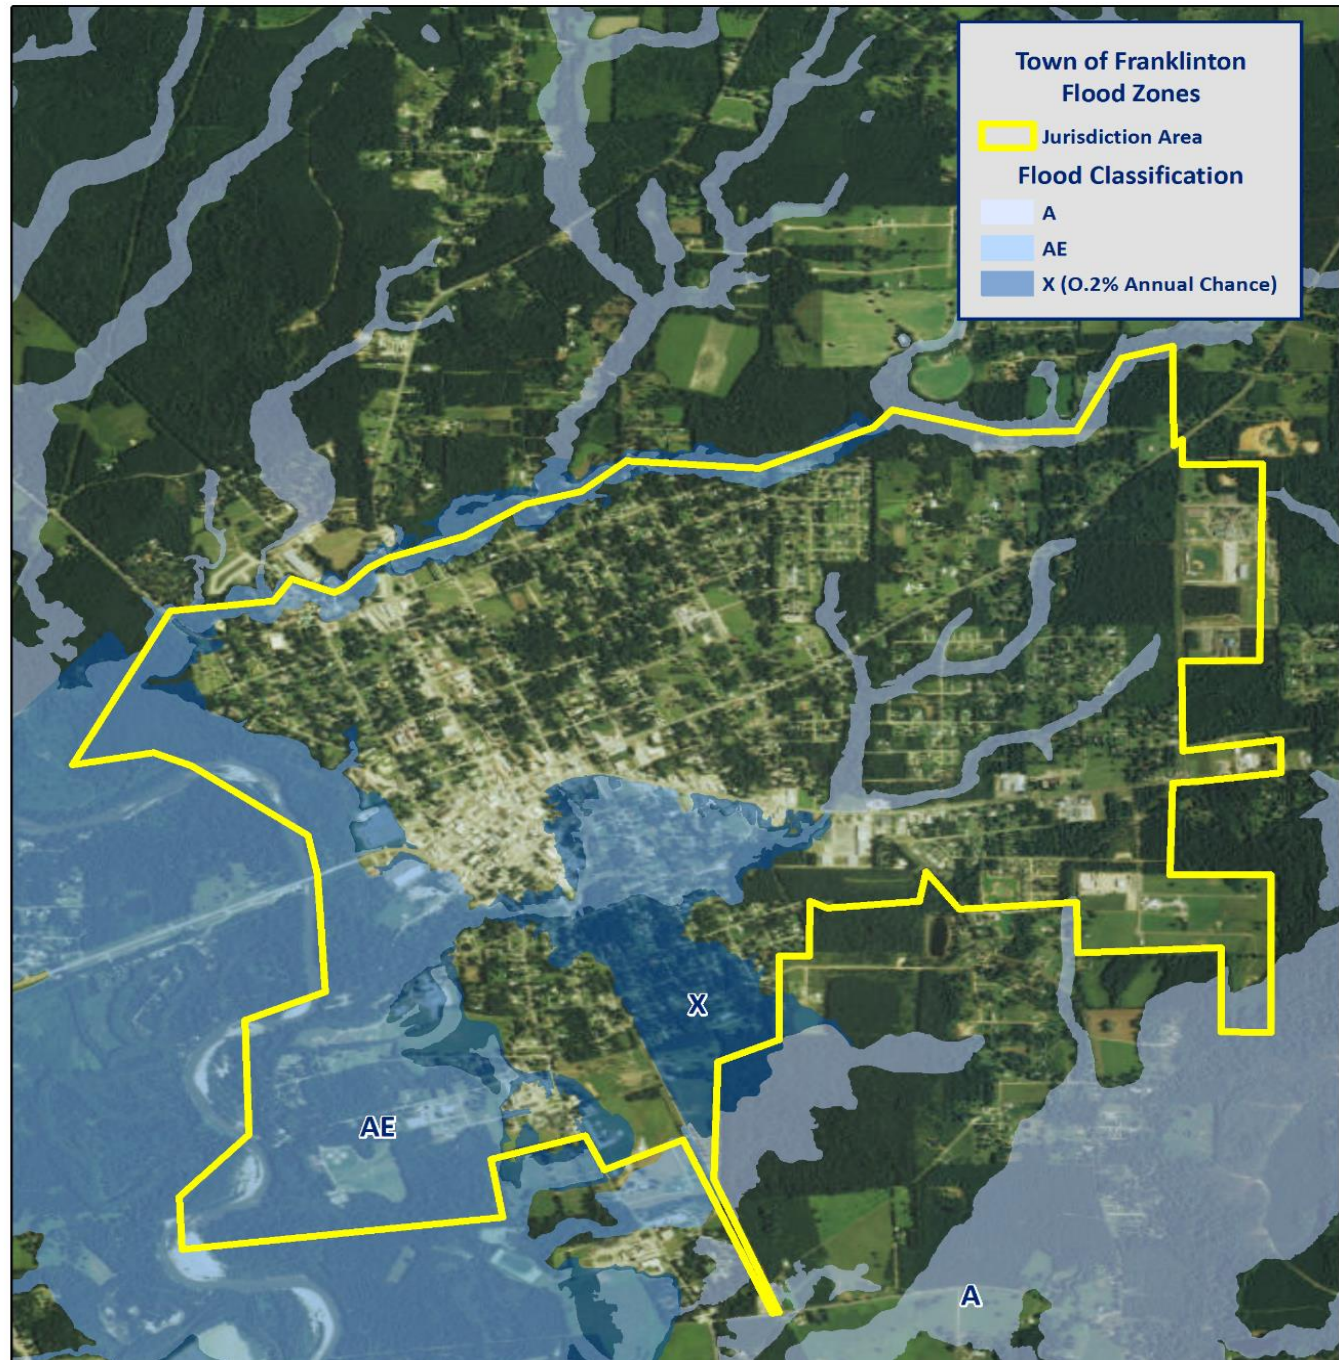 Town of Franklinton
Flood Zones
Jurisdiction Area
Flood Classification
A
AE
X (O.2% Annual Chance)
X
AE
A